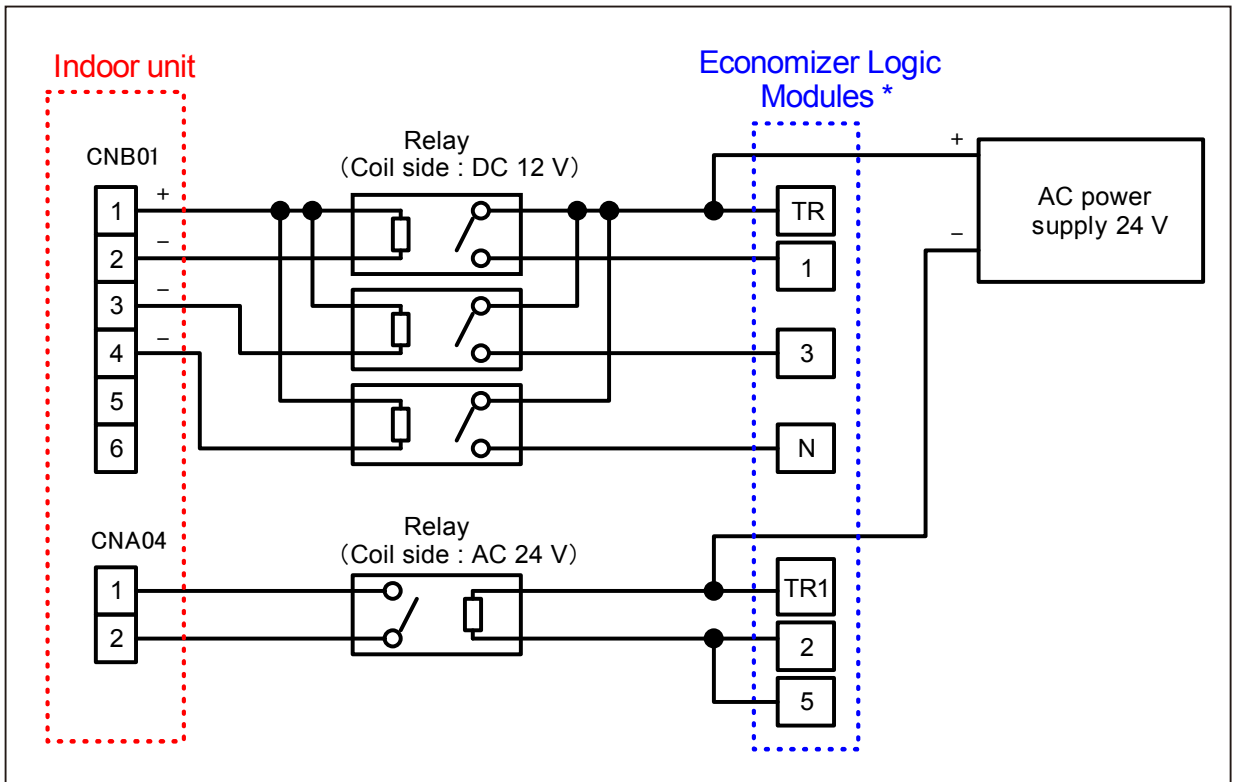 Indoor unit
Economizer Logic
Modules *
Relay
（Coil side : DC 12 V）
CNB01
+
−
AC power
supply 24 V
1
+
TR
2
−
1
−
3
−
3
4
−
5
6
N
Relay
（Coil side : AC 24 V）
CNA04
1
TR1
2
2
5